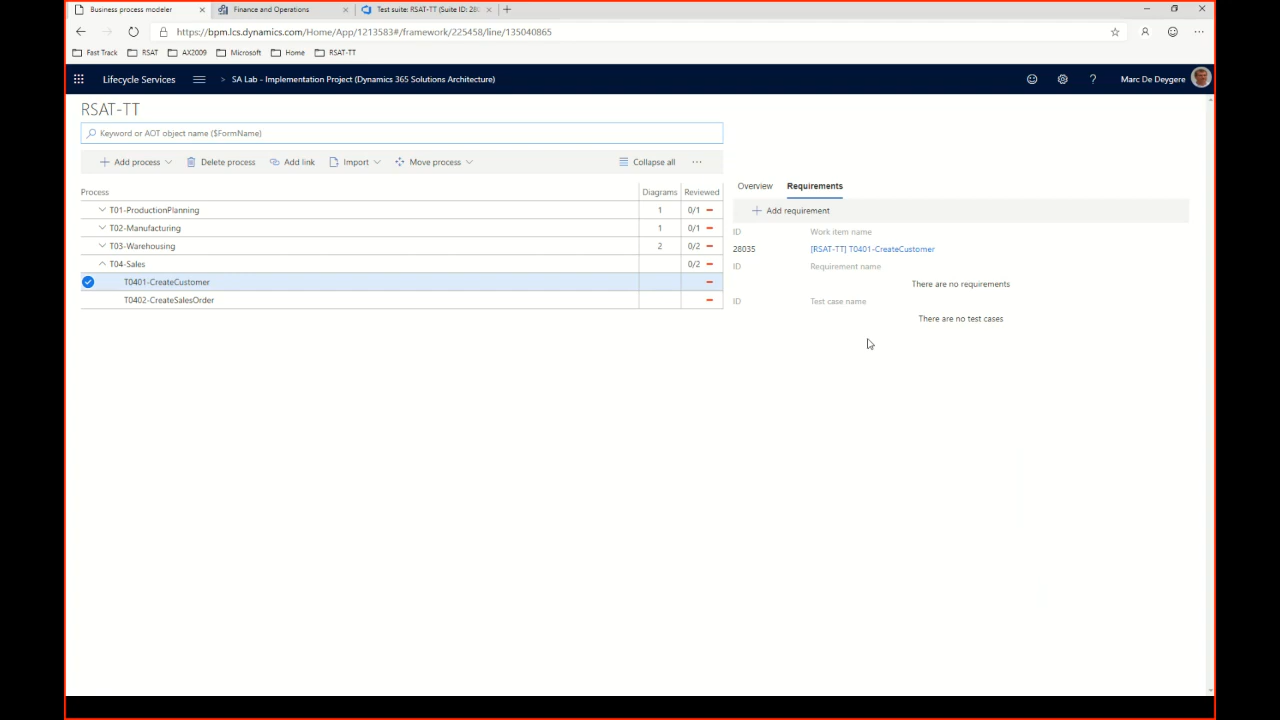 Business process modeler
Finance and Operations
Test suite: RSAT-TT (Suite ID: 280
https://bpm.lcs.dynamics.com/Home/App/1213583#/framework/225458/line/135040865
Fast Track RSAT AX2009 Microsoft Home RSAT-TT
Lifecycle Services > SA Lab - Implementation Project (Dynamics 365 Solutions Architecture) ? Marc De Deygere
RSAT-TT
Keyword or AOT object name ($FormName)
Add process Delete process Add link Import Move process Collapse all ...
Process Diagrams Reviewed
T01-ProductionPlanning 1 0/1
T02-Manufacturing 1 0/1
T03-Warehousing 2 0/2
T04-Sales 0/2
T0401-CreateCustomer
T0402-CreateSalesOrder
Overview Requirements
Add requirement
ID Work item name
28035 [RSAT-TT] T0401-CreateCustomer
ID Requirement name
There are no requirements
ID Test case name
There are no test cases